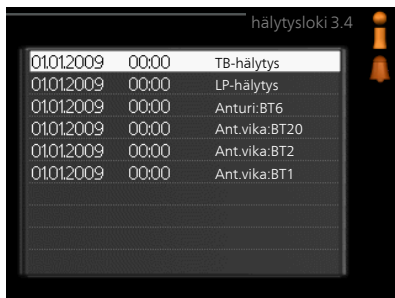 hälytysloki 3.4
01.01.2009 00:00 TB-hälytys
01.01.2009 00:00 LP-hälytys
01.01.2009 00:00 Anturi:BT6
01.01.2009 00:00 Ant.vika:BT20
01.01.2009 00:00 Ant.vika:BT2
01.01.2009 00:00 Ant.vika:BT1